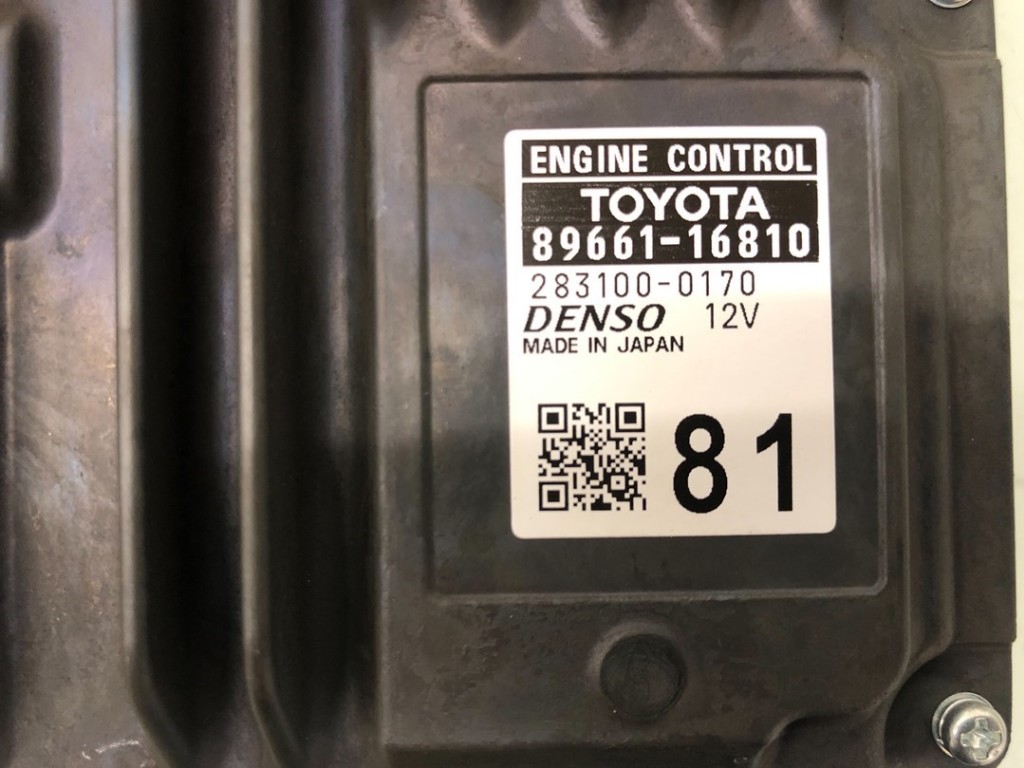 ENGINE CONTROL
TOYOTA
89661-16810
283100-0170
DENSO 12V
MADE IN JAPAN
81